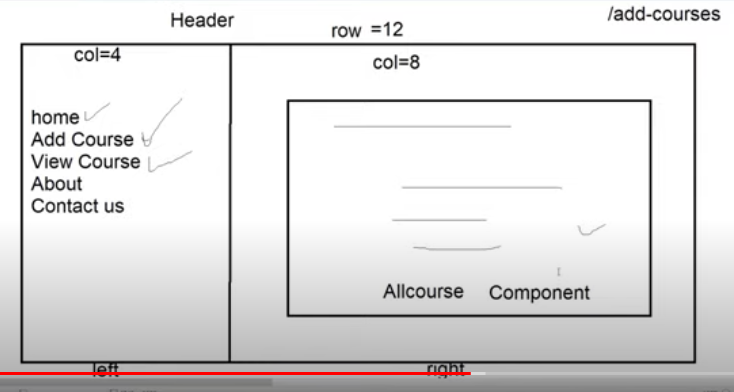 Header
row =12
/add-courses
col=4
col=8
home
Add Course
View Course
About
Contact us
Allcourse Component
left
right